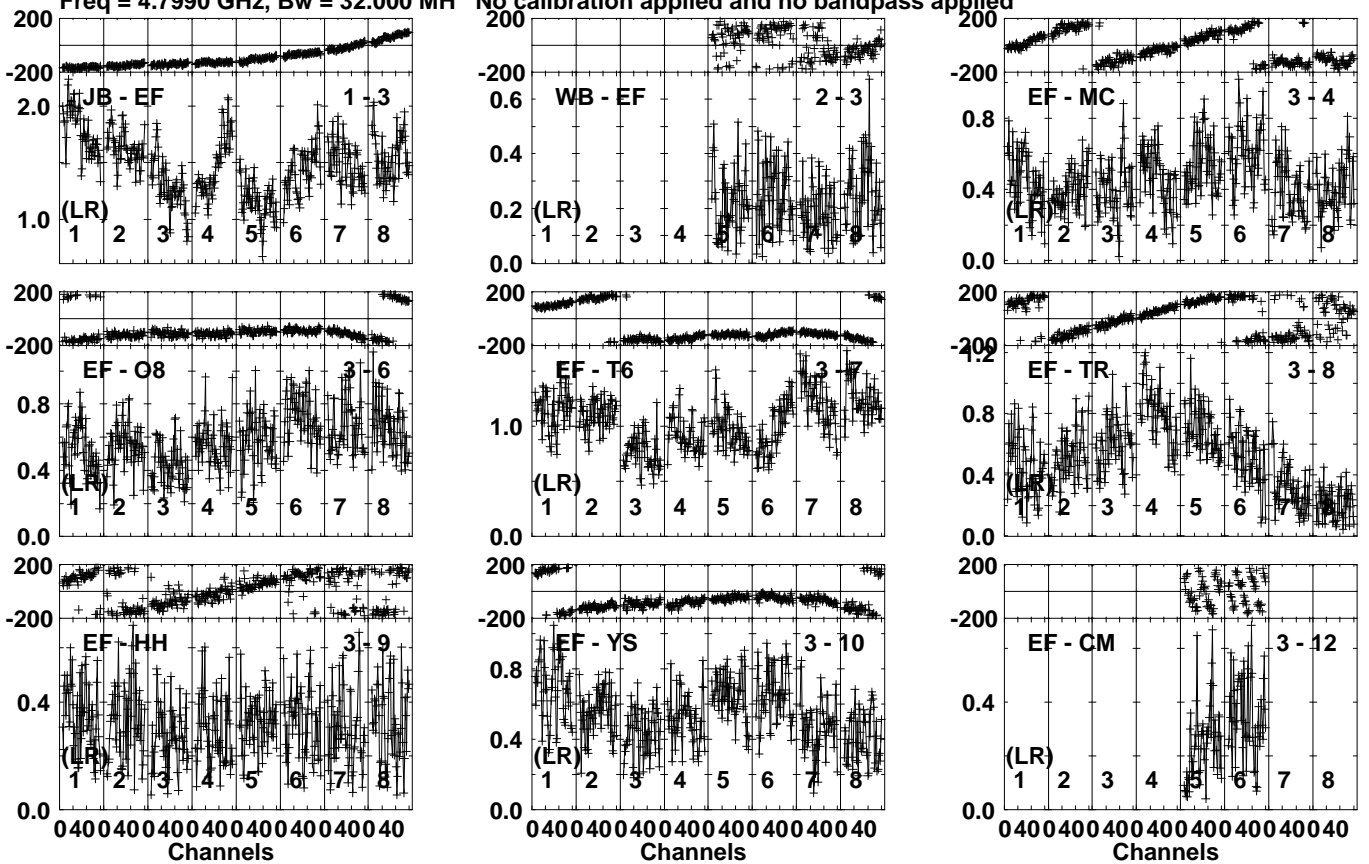 Freq = 4.7990 GHz, Bw = 32.000 MH No calibration applied and no bandpass applied
200
-200
JB - EF 1 - 3
2.0
1.0
(LR)
1 2 3 4 5 6 7 8
200
-200
WB - EF 2 - 3
0.6
0.4
0.2
0.0
(LR)
1 2 3 4 5 6 7 8
200
-200
EF - MC 3 - 4
0.8
0.4
0.0
(LR)
1 2 3 4 5 6 7 8
200
-200
EF - O8 3 - 6
0.8
0.4
0.0
(LR)
1 2 3 4 5 6 7 8
200
-200
EF - T6 3 - 7
1.0
0.0
(LR)
1 2 3 4 5 6 7 8
200
-200
1.2
EF - TR 3 - 8
0.8
0.4
0.0
(LR)
1 2 3 4 5 6 7 8
200
-200
EF - HH 3 - 9
0.4
0.0
(LR)
1 2 3 4 5 6 7 8
0 40 0 40 0 40 0 40 0 40 0 40 0 40 0 40
Channels
200
-200
EF - YS 3 - 10
0.8
0.4
0.0
(LR)
1 2 3 4 5 6 7 8
0 40 0 40 0 40 0 40 0 40 0 40 0 40 0 40
Channels
200
-200
EF - CM 3 - 12
0.4
0.0
(LR)
1 2 3 4 5 6 7 8
0 40 0 40 0 40 0 40 0 40 0 40 0 40 0 40
Channels